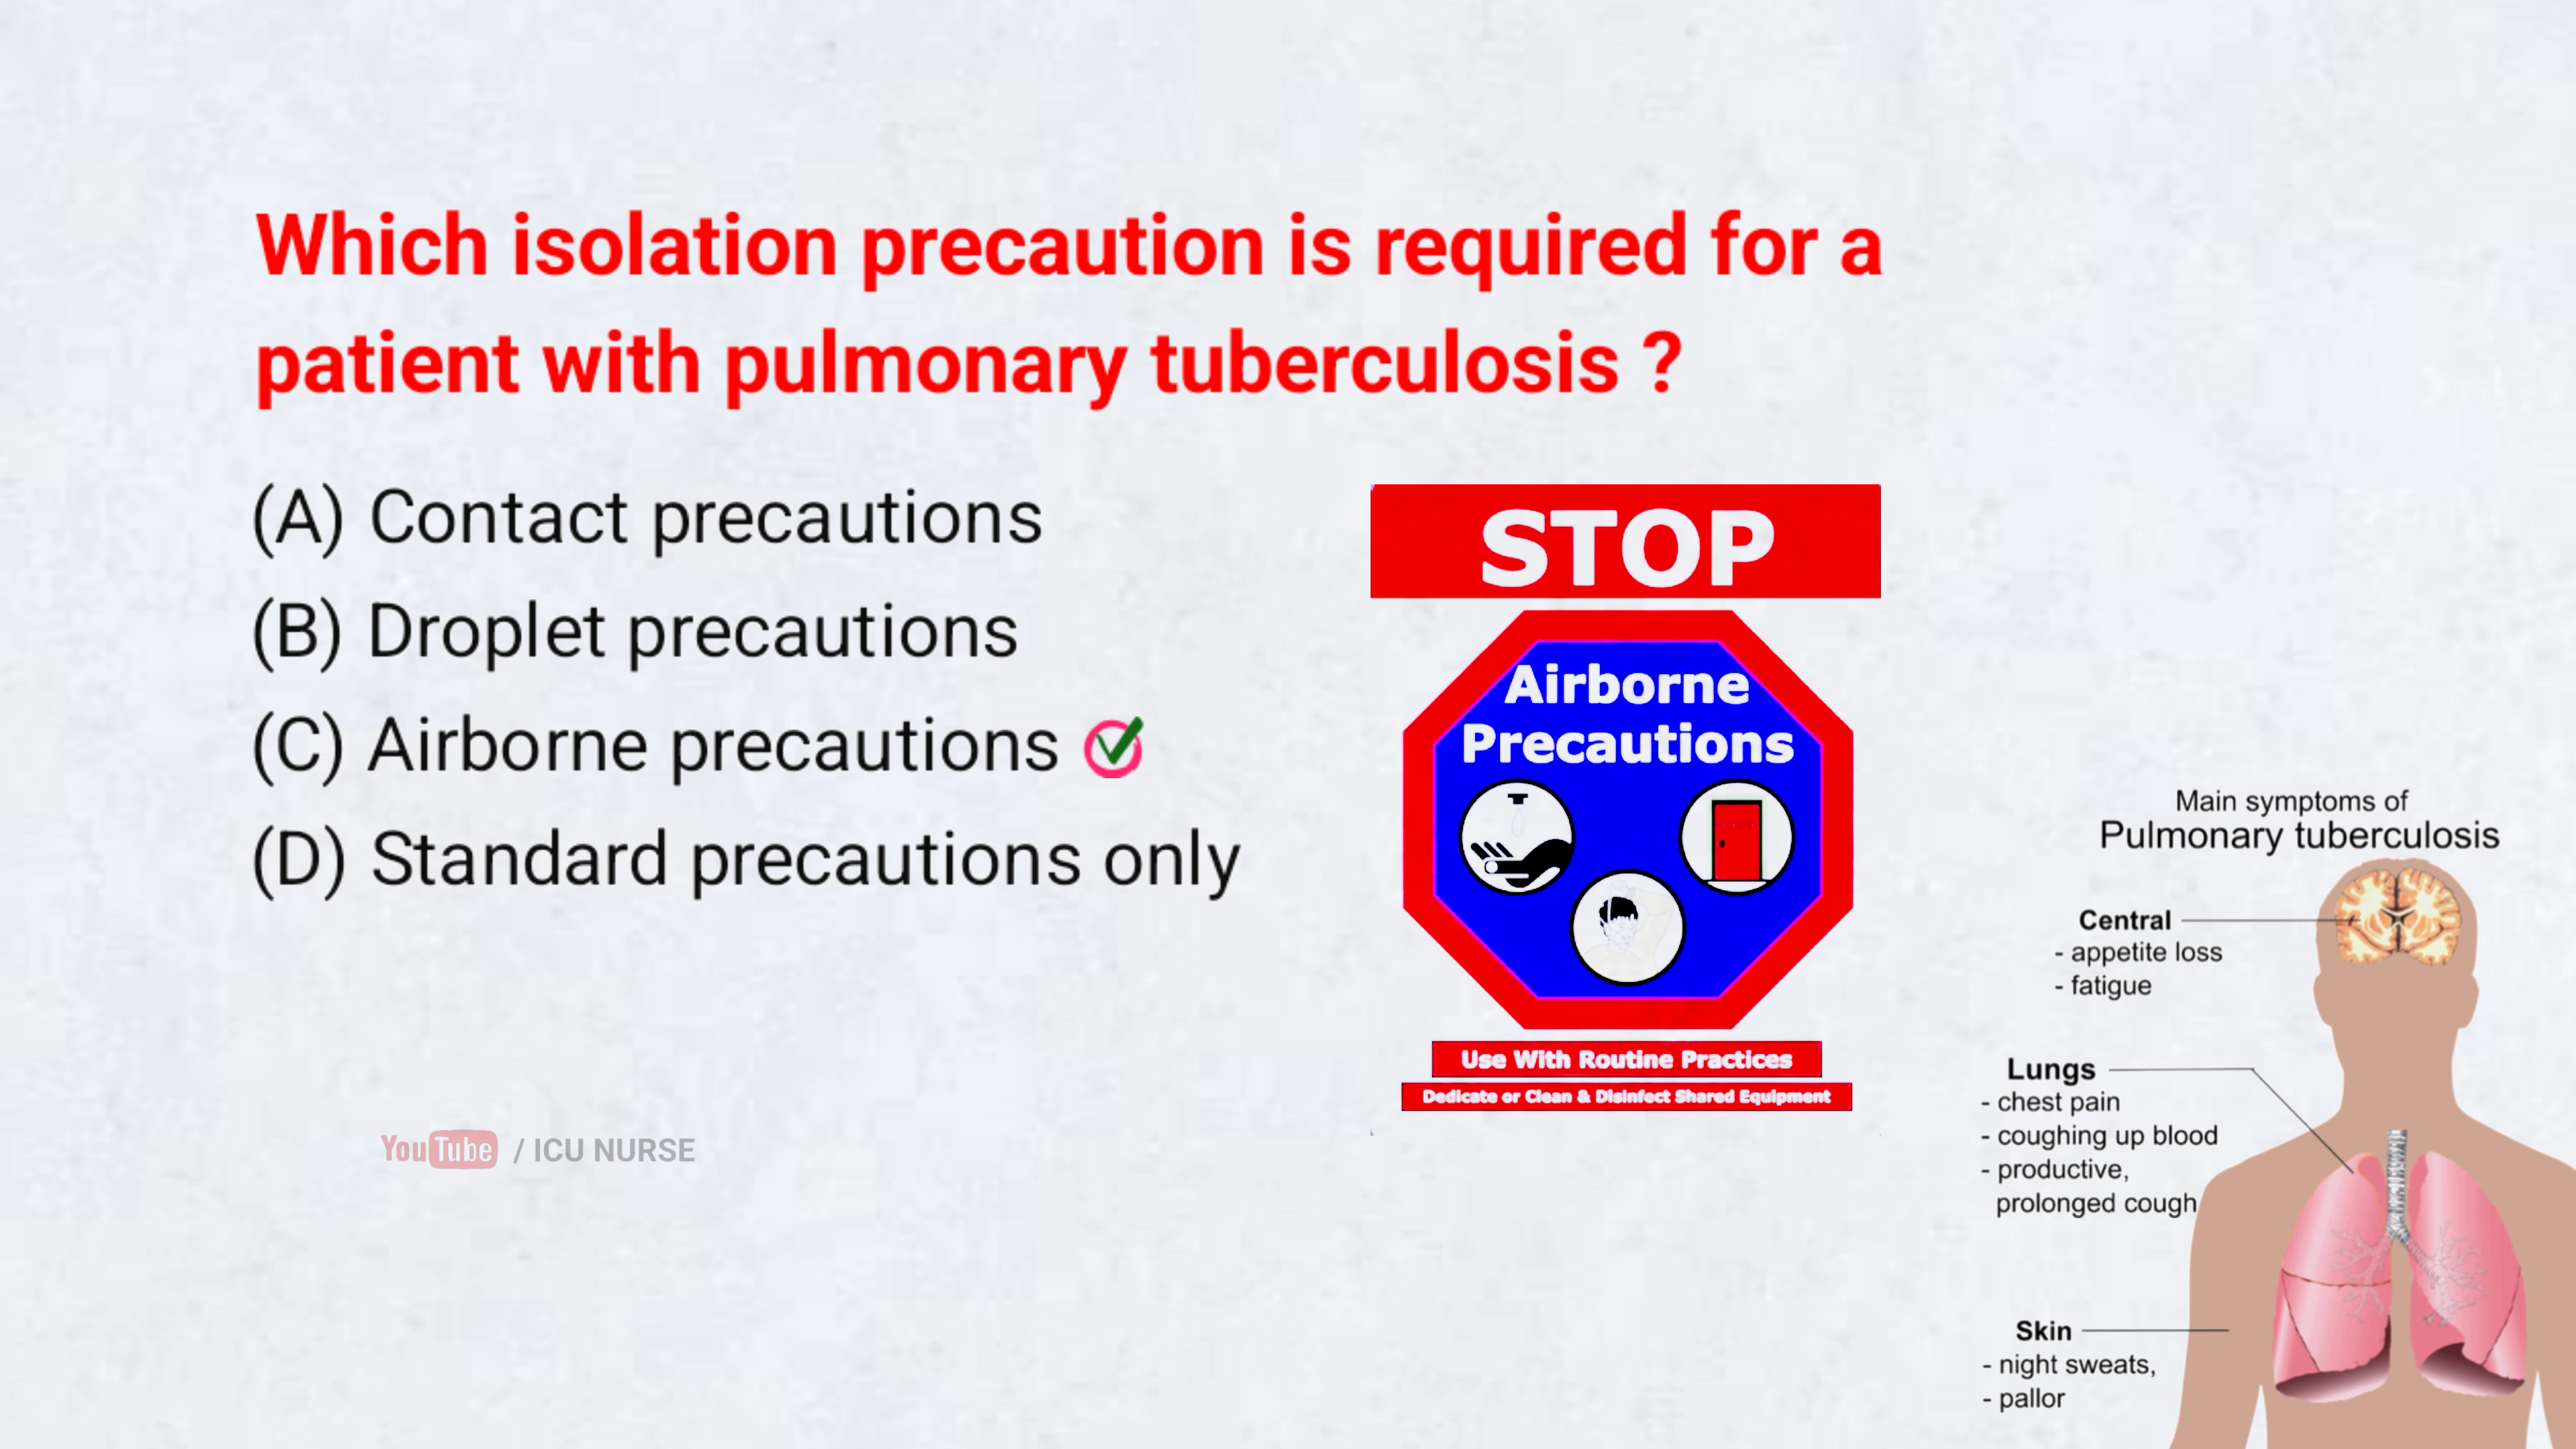 Which isolation precaution is required for a
patient with pulmonary tuberculosis ?
(A) Contact precautions
(B) Droplet precautions
(C) Airborne precautions
(D) Standard precautions only
STOP
Airborne
Precautions
Use With Routine Practices
Dedicate or Clean & Disinfect Shared Equipment
Main symptoms of
Pulmonary tuberculosis
Central
- appetite loss
- fatigue
Lungs
- chest pain
- coughing up blood
- productive,
prolonged cough
Skin
- night sweats,
- pallor
YouTube / ICU NURSE